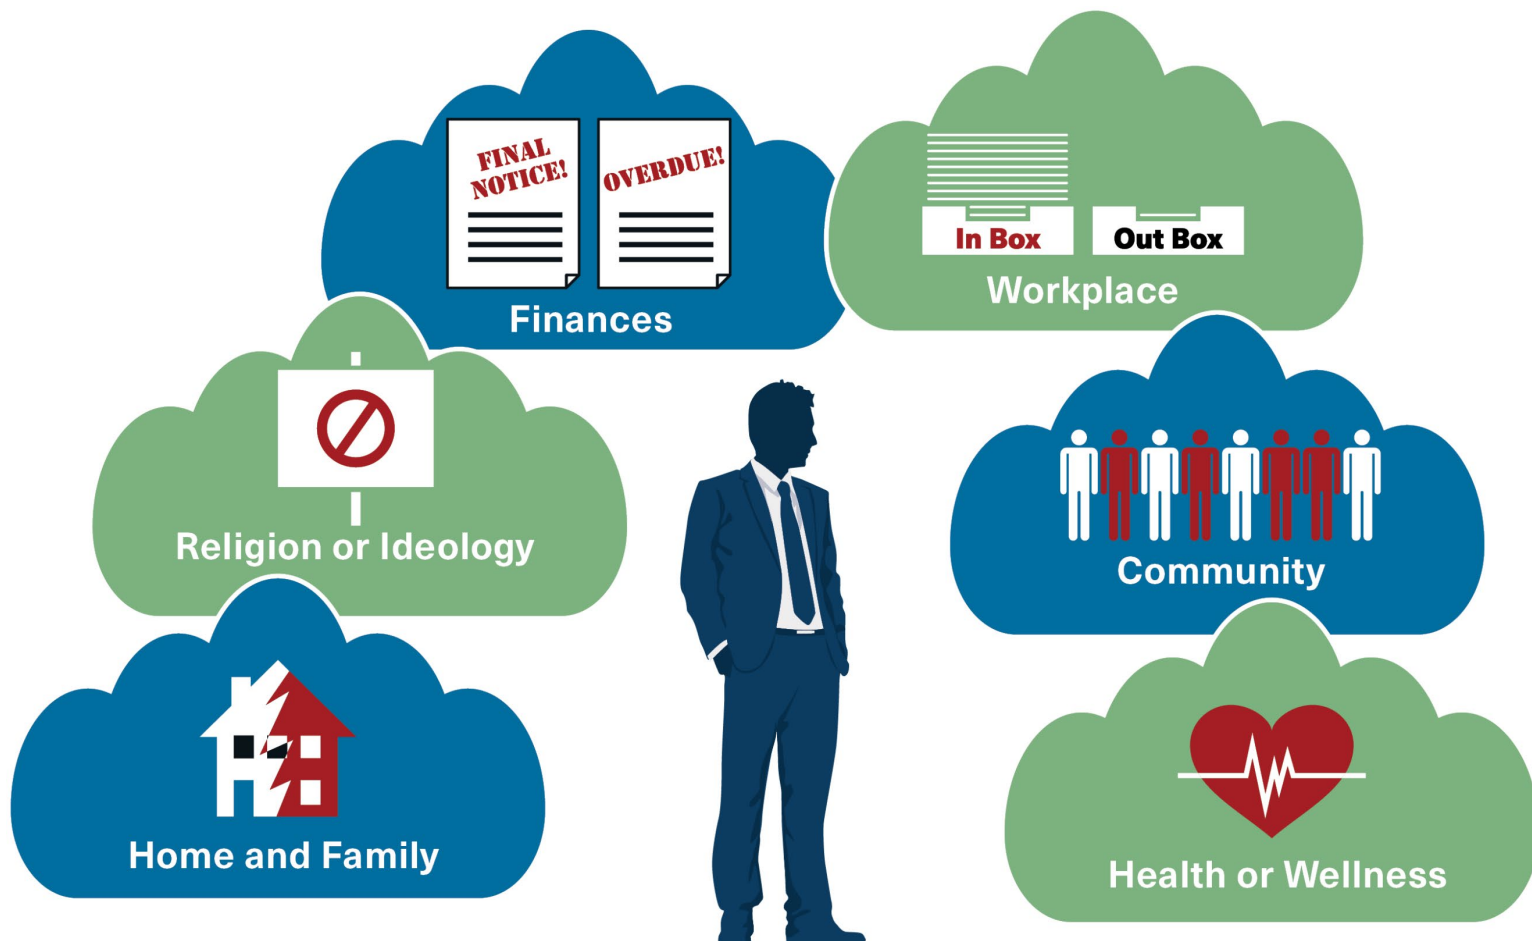 FINAL
NOTICE!
OVERDUE!
Finances
In Box
Out Box
Workplace
Religion or Ideology
Community
Home and Family
Health or Wellness